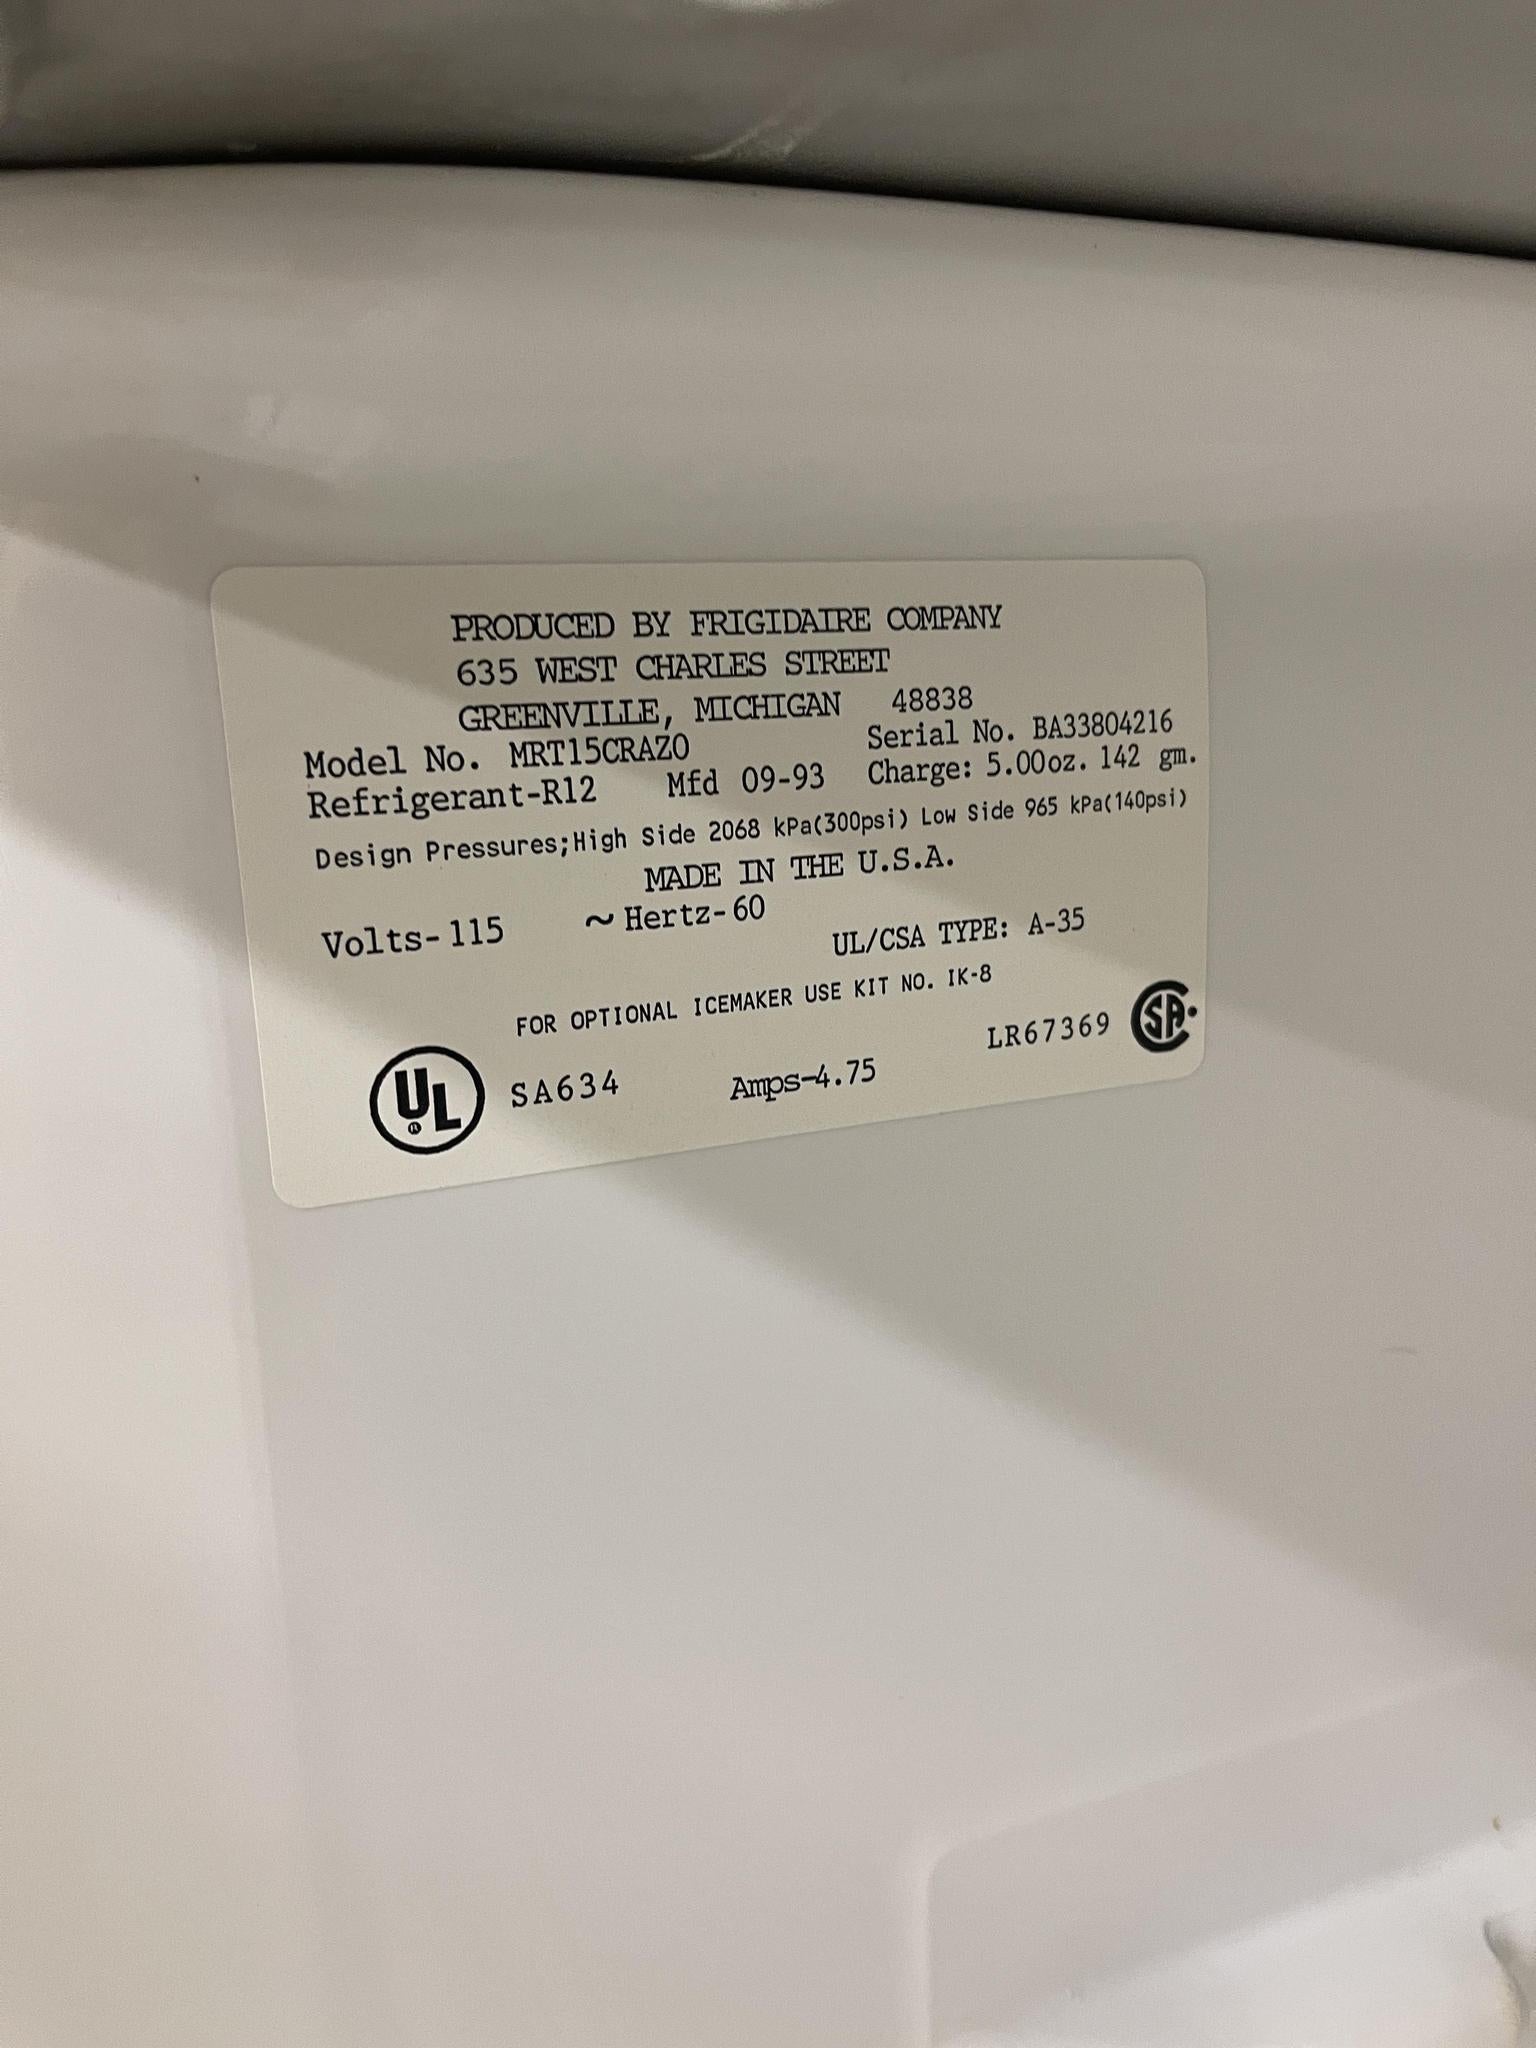 PRODUCED BY FRIGIDAIRE COMPANY
635 WEST CHARLES STREET
GREENVILLE, MICHIGAN 48838
Model No. MRT15CRAZO Serial No. BA33804216
Refrigerant-R12 Mfd 09-93 Charge: 5.00oz. 142 gm.
Design Pressures;High Side 2068 kPa(300psi) Low Side 965 kPa(140psi)
MADE IN THE U.S.A.
Volts-115 ~Hertz-60
UL/CSA TYPE: A-35
FOR OPTIONAL ICEMAKER USE KIT NO. IK-8
UL® SA634 Amps-4.75 LR67369 CSA